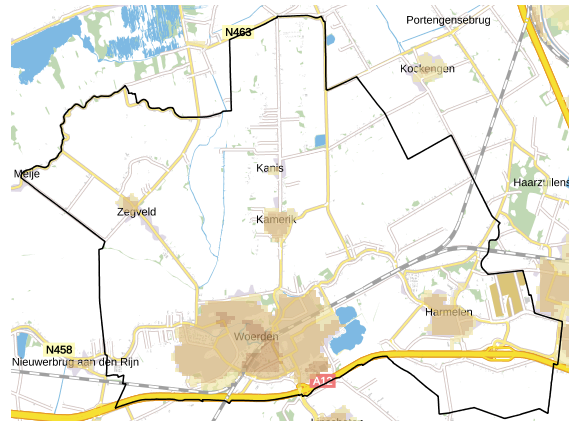 Portengensebrug
N463
Kockengen
Kanis
Meije
Haarzuilens
Zegveld
Kamerik
Harmelen
Woerden
N458
Nieuwerbrug aan den Rijn
A12